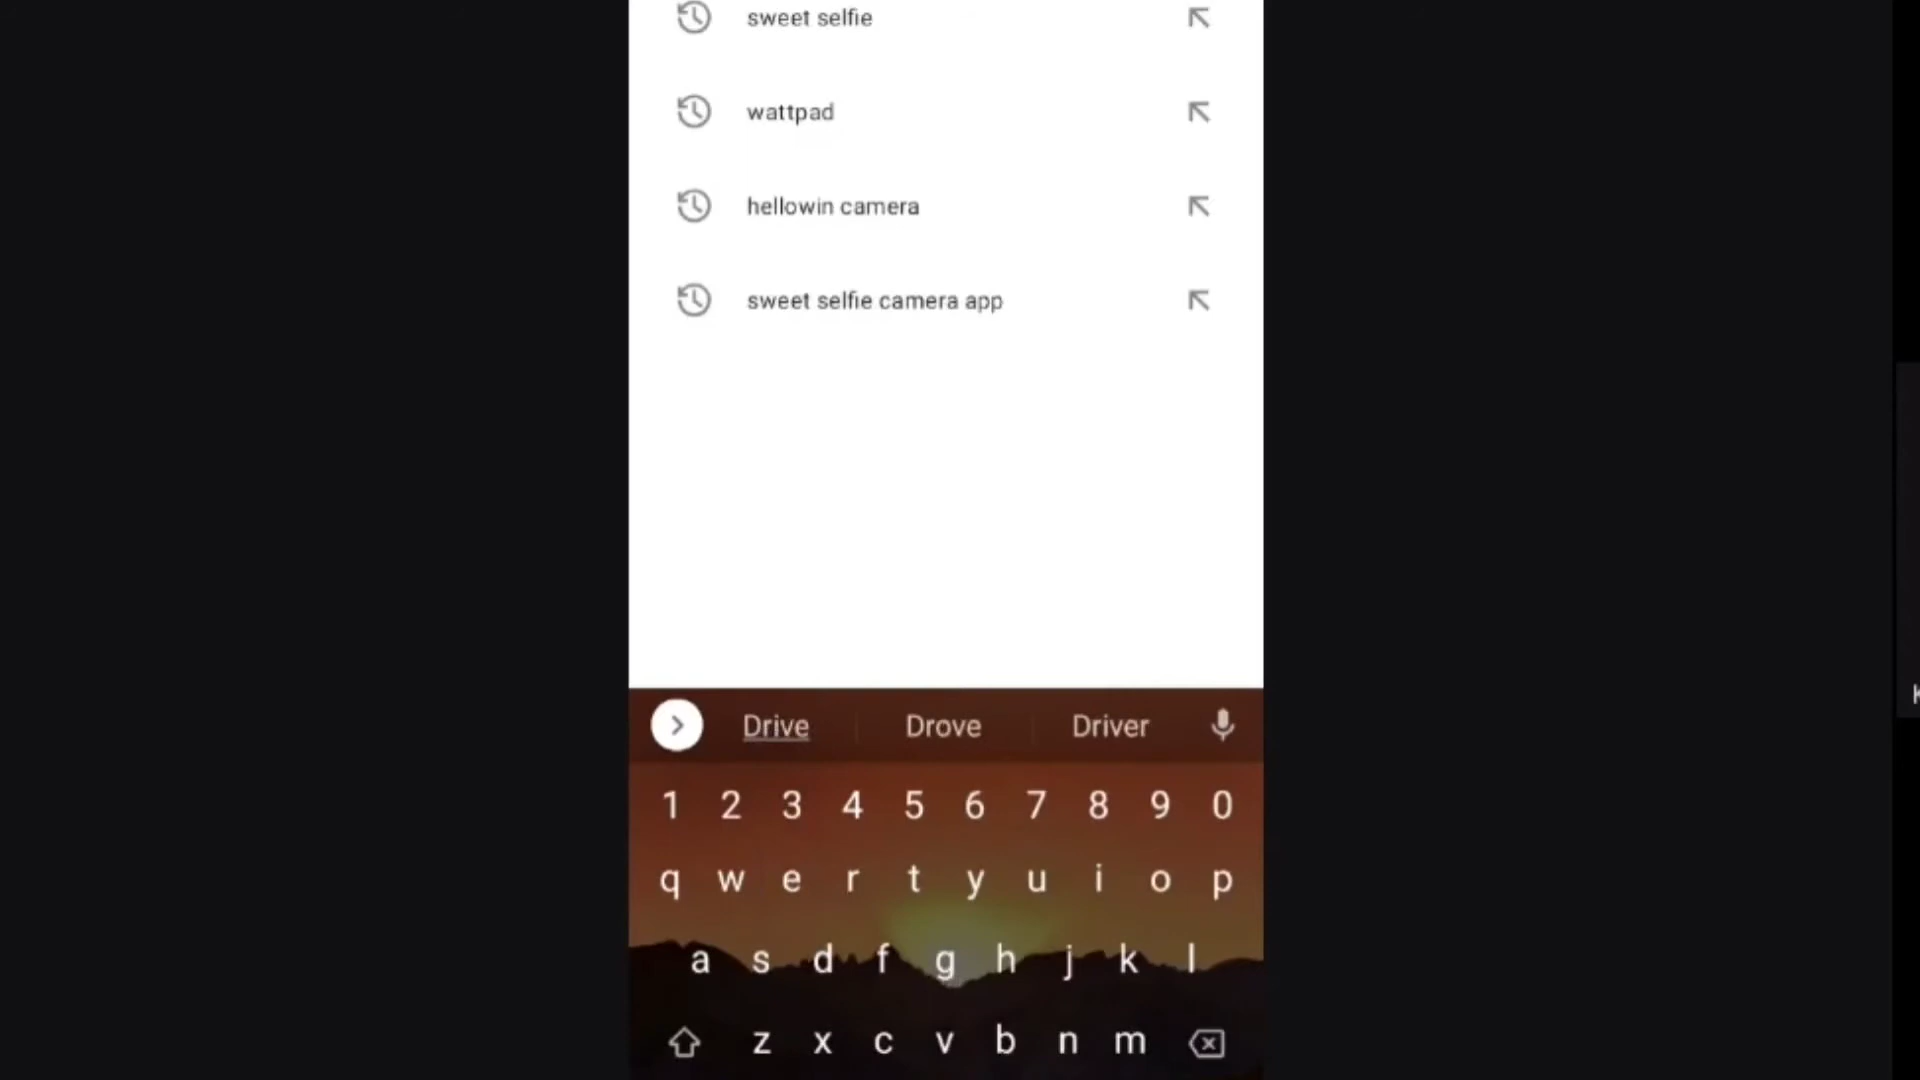 sweet selfie
wattpad
hellowin camera
sweet selfie camera app
Drive Drove Driver
1 2 3 4 5 6 7 8 9 0
q w e r t y u i o p
a s d f g h j k l
z x c v b n m